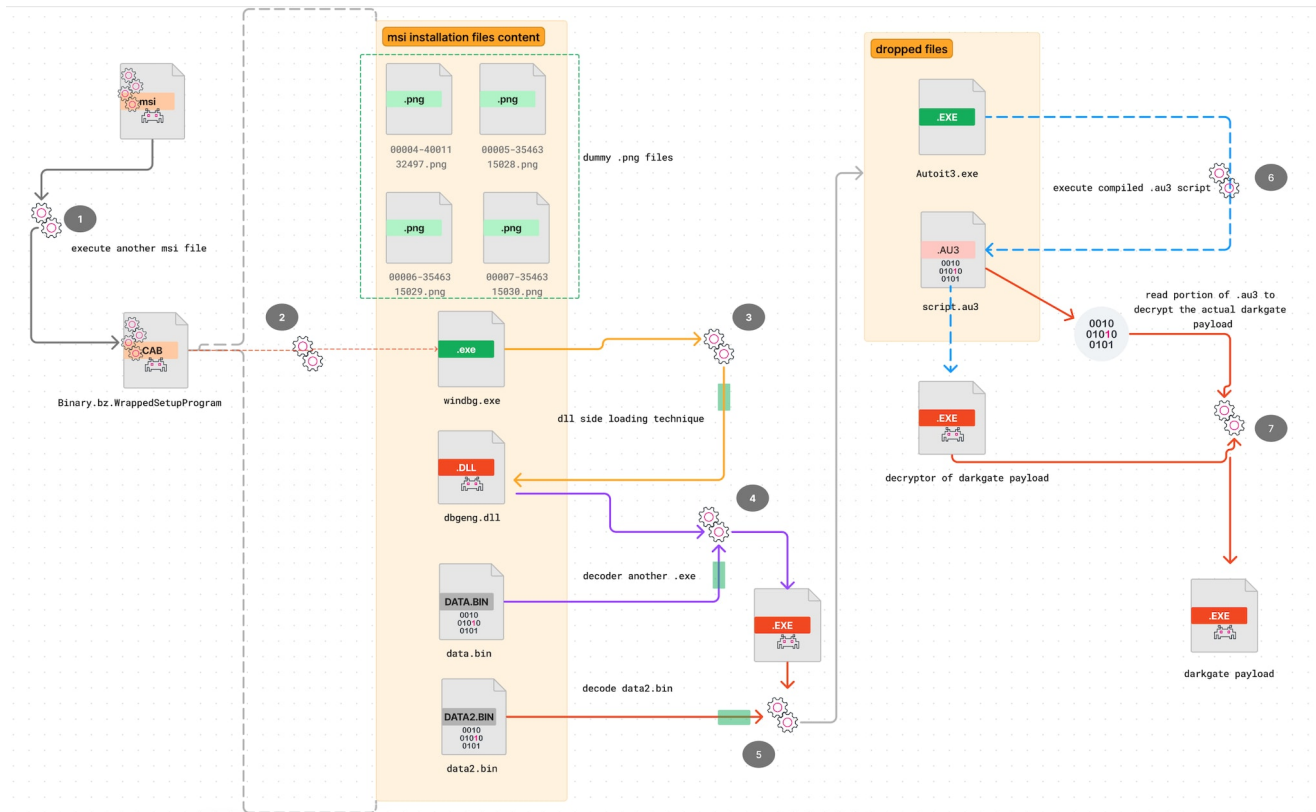 msi installation files content
dropped files
.msi
.png
.png
00004-40011
32497.png
00005-35463
15028.png
dummy .png files
.png
.png
00006-35463
15029.png
00007-35463
15030.png
.EXE
Autoit3.exe
execute compiled .au3 script
6
1
execute another msi file
.AU3
0010
01010
0101
script.au3
read portion of .au3 to
decrypt the actual darkgate
payload
0010
01010
0101
2
3
.CAB
Binary.bz.WrappedSetupProgram
.exe
windbg.exe
dll side loading technique
.EXE
decryptor of darkgate payload
7
.DLL
dbgeng.dll
4
decoder another .exe
DATA.BIN
0010
01010
0101
data.bin
.EXE
.EXE
darkgate payload
decode data2.bin
DATA2.BIN
0010
01010
0101
data2.bin
5